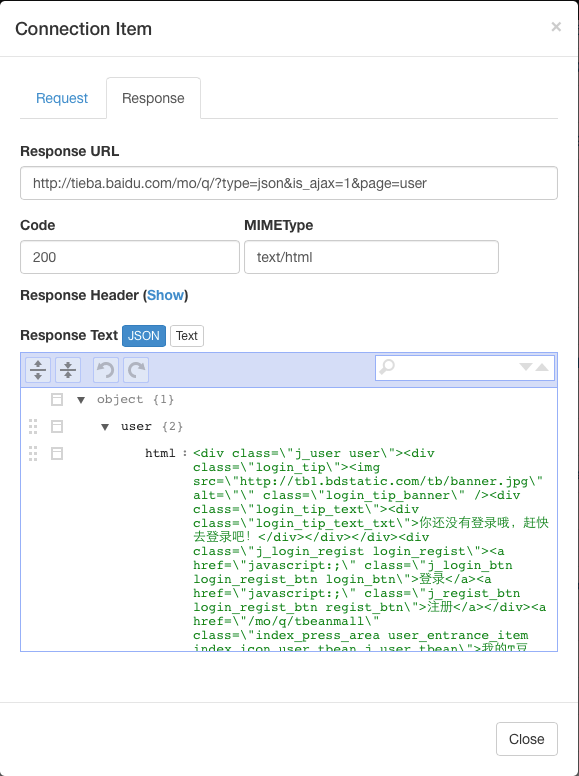 Connection Item ×
Request Response
Response URL
http://tieba.baidu.com/mo/q/?type=json&is_ajax=1&page=user
Code MIMEType
200 text/html
Response Header (Show)
Response Text JSON Text
object {1}
user {2}
html : <div class=\"j_user user\"><div
class=\"login_tip\"><img
src=\"http://tb1.bdstatic.com/tb/banner.jpg\"
alt=\"\" class=\"login_tip_banner\" /><div
class=\"login_tip_text\"><div
class=\"login_tip_text_txt\">你还没有登录哦，赶快
去登录吧！</div></div></div><div
class=\"j_login_regist login_regist\"><a
href=\"javascript:;\" class=\"j_login_btn
login_regist_btn login_btn\">登录</a><a
href=\"javascript:;\" class=\"j_regist_btn
login_regist_btn regist_btn\">注册</a></div><a
href=\"/mo/q/tbeanmall\"
class=\"index_press_area user_entrance_item
index_icon_user_tbean j_user_tbean\">我的T豆
Close